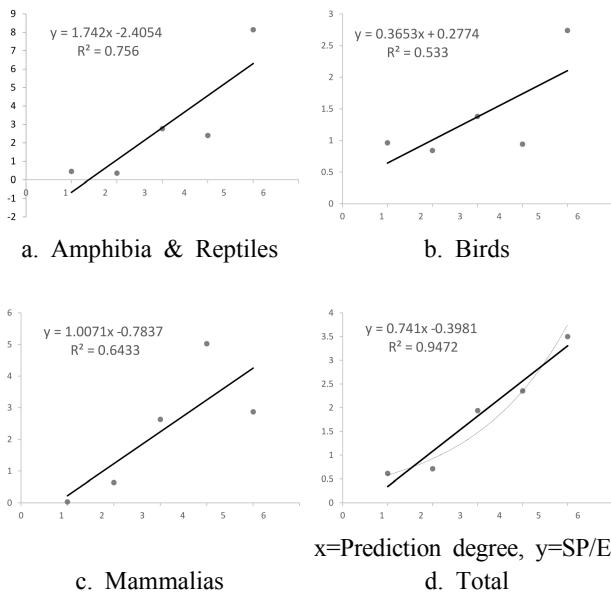 9
8
7
6
5
4
3
2
1
0
-1
-2
y = 1.742x -2.4054
R² = 0.756
0 1 2 3 4 5 6
a. Amphibia & Reptiles
3
2.5
2
1.5
1
0.5
0
y = 0.3653x + 0.2774
R² = 0.533
0 1 2 3 4 5 6
b. Birds
6
5
4
3
2
1
0
y = 1.0071x -0.7837
R² = 0.6433
0 1 2 3 4 5 6
c. Mammalias
4
3.5
3
2.5
2
1.5
1
0.5
0
y = 0.741x -0.3981
R² = 0.9472
0 1 2 3 4 5 6
x=Prediction degree, y=SP/E
d. Total